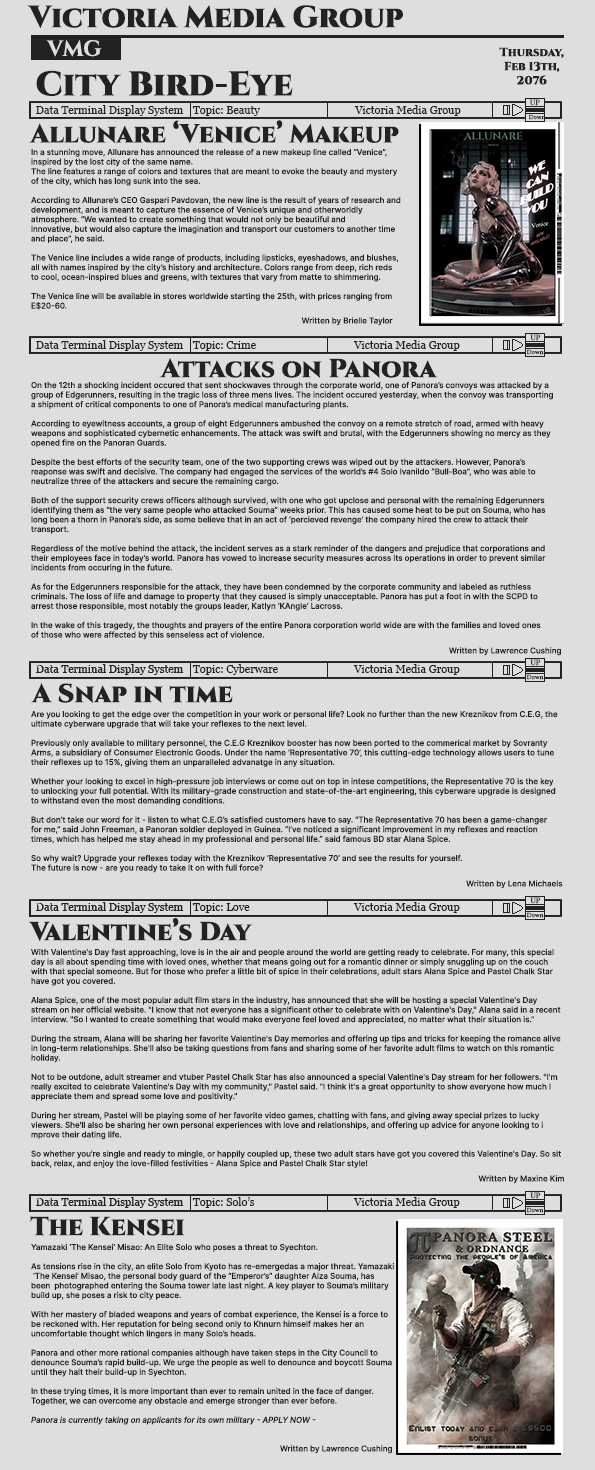 VICTORIA MEDIA GROUP
VMG
THURSDAY,
FEB 13TH,
2076
CITY BIRD-EYE
Data Terminal Display System Topic: Beauty Victoria Media Group UP Down
ALLUNARE ‘VENICE’ MAKEUP
In a stunning move, Allunare has announced the release of a new makeup line called "Venice",
inspired by the lost city of the same name.
The line features a range of colors and textures that are meant to evoke the beauty and mystery
of the city, which has long sunk into the sea.
According to Allunare's CEO Gaspari Pavdovan, the new line is the result of years of research and
development, and is meant to capture the essence of Venice's unique and otherworldly
atmosphere. "We wanted to create something that would not only be beautiful and
innovative, but would also capture the imagination and transport our customers to another time
and place", he said.
The Venice line includes a wide range of products, including lipsticks, eyeshadows, and blushes,
all with names inspired by the city's history and architecture. Colors range from deep, rich reds
to cool, ocean-inspired blues and greens, with textures that vary from matte to shimmering.
The Venice line will be available in stores worldwide starting the 25th, with prices ranging from
E$20-60.
Written by Brielle Taylor
ALLUNARE
WE
CAN
BUILD
YOU
Venice
Data Terminal Display System Topic: Crime Victoria Media Group UP Down
ATTACKS ON PANORA
On the 12th a shocking incident occured that sent shockwaves through the corporate world, one of Panora's convoys was attacked by a
group of Edgerunners, resulting in the tragic loss of three mens lives. The incident occured yesterday, when the convoy was transporting
a shipment of critical components to one of Panora's medical manufacturing plants.
According to eyewitness accounts, a group of eight Edgerunners ambushed the convoy on a remote stretch of road, armed with heavy
weapons and sophisticated cybernetic enhancements. The attack was swift and brutal, with the Edgerunners showing no mercy as they
opened fire on the Panoran Guards.
Despite the best efforts of the security team, one of the two supporting crews was wiped out by the attackers. However, Panora's
reaponse was swift and decisive. The company had engaged the services of the world's #4 Solo Ivanildo "Bull-Boa", who was able to
neutralize three of the attackers and secure the remaining cargo.
Both of the support security crews officers although survived, with one who got upclose and personal with the remaining Edgerunners
identifying them as "the very same people who attacked Souma" weeks prior. This has caused some heat to be put on Souma, who has
long been a thorn in Panora's side, as some believe that in an act of 'percieved revenge' the company hired the crew to attack their
transport.
Regardless of the motive behind the attack, the incident serves as a stark reminder of the dangers and prejudice that corporations and
their employees face in today's world. Panora has vowed to increase security measures across its operations in order to prevent similar
incidents from occuring in the future.
As for the Edgerunners responsible for the attack, they have been condemned by the corporate community and labeled as ruthless
criminals. The loss of life and damage to property that they caused is simply unacceptable. Panora has put a foot in with the SCPD to
arrest those responsible, most notably the groups leader, Katlyn 'KAngle' Lacross.
In the wake of this tragedy, the thoughts and prayers of the entire Panora corporation world wide are with the families and loved ones
of those who were affected by this senseless act of violence.
Written by Lawrence Cushing
Data Terminal Display System Topic: Cyberware Victoria Media Group UP Down
A SNAP IN TIME
Are you looking to get the edge over the competition in your work or personal life? Look no further than the new Kreznikov from C.E.G, the
ultimate cyberware upgrade that will take your reflexes to the next level.
Previously only available to military personnel, the C.E.G Kreznikov booster has now been ported to the commerical market by Sovranty
Arms, a subsidiary of Consumer Electronic Goods. Under the name 'Representative 70', this cutting-edge technology allows users to tune
their reflexes up to 15%, giving them an unparalleled advanatge in any situation.
Whether your looking to excel in high-pressure job interviews or come out on top in intese competitions, the Representative 70 is the key
to unlocking your full potential. With its military-grade construction and state-of-the-art engineering, this cyberware upgrade is designed
to withstand even the most demanding conditions.
But don't take our word for it - listen to what C.E.G's satisfied customers have to say. "The Representative 70 has been a game-changer
for me," said John Freeman, a Panoran soldier deployed in Guinea. "I've noticed a significant improvement in my reflexes and reaction
times, which has helped me stay ahead in my professional and personal life." said famous BD star Alana Spice.
So why wait? Upgrade your reflexes today with the Kreznikov 'Representative 70' and see the results for yourself.
The future is now - are you ready to take it on with full force?
Written by Lena Michaels
Data Terminal Display System Topic: Love Victoria Media Group UP Down
VALENTINE'S DAY
With Valentine's Day fast approaching, love is in the air and people around the world are getting ready to celebrate. For many, this special
day is all about spending time with loved ones, whether that means going out for a romantic dinner or simply snuggling up on the couch
with that special someone. But for those who prefer a little bit of spice in their celebrations, adult stars Alana Spice and Pastel Chalk Star
have got you covered.
Alana Spice, one of the most popular adult film stars in the industry, has announced that she will be hosting a special Valentine's Day
stream on her official website. "I know that not everyone has a significant other to celebrate with on Valentine's Day," Alana said in a recent
interview. "So I wanted to create something that would make everyone feel loved and appreciated, no matter what their situation is."
During the stream, Alana will be sharing her favorite Valentine's Day memories and offering up tips and tricks for keeping the romance alive
in long-term relationships. She'll also be taking questions from fans and sharing some of her favorite adult films to watch on this romantic
holiday.
Not to be outdone, adult streamer and vtuber Pastel Chalk Star has also announced a special Valentine's Day stream for her followers. "I'm
really excited to celebrate Valentine's Day with my community," Pastel said. "I think it's a great opportunity to show everyone how much I
appreciate them and spread some love and positivity."
During her stream, Pastel will be playing some of her favorite video games, chatting with fans, and giving away special prizes to lucky
viewers. She'll also be sharing her own personal experiences with love and relationships, and offering up advice for anyone looking to i
mprove their dating life.
So whether you're single and ready to mingle, or happily coupled up, these two adult stars have got you covered this Valentine's Day. So sit
back, relax, and enjoy the love-filled festivities - Alana Spice and Pastel Chalk Star style!
Written by Maxine Kim
Data Terminal Display System Topic: Solo's Victoria Media Group UP Down
THE KENSEI
Yamazaki 'The Kensei' Misao: An Elite Solo who poses a threat to Syechton.
As tensions rise in the city, an elite Solo from Kyoto has re-emergedas a major threat. Yamazaki
'The Kensei' Misao, the personal body guard of the "Emperor's" daughter Aiza Souma, has
been photographed entering the Souma tower late last night. A key player to Souma's military
build up, she poses a risk to city peace.
With her mastery of bladed weapons and years of combat experience, the Kensei is a force to
be reckoned with. Her reputation for being second only to Khnurn himself makes her an
uncomfortable thought which lingers in many Solo's heads.
Panora and other more rational companies although have taken steps in the City Council to
denounce Souma's rapid build-up. We urge the people as well to denounce and boycott Souma
until they halt their build-up in Syechton.
In these trying times, it is more important than ever to remain united in the face of danger.
Together, we can overcome any obstacle and emerge stronger than ever before.
Panora is currently taking on applicants for its own military - APPLY NOW -
Written by Lawrence Cushing
PANORA STEEL
& ORDNANCE
PROTECTING THE PEOPLE'S OF AMERICA
ENLIST TODAY AND EARN A E$500
BONUS